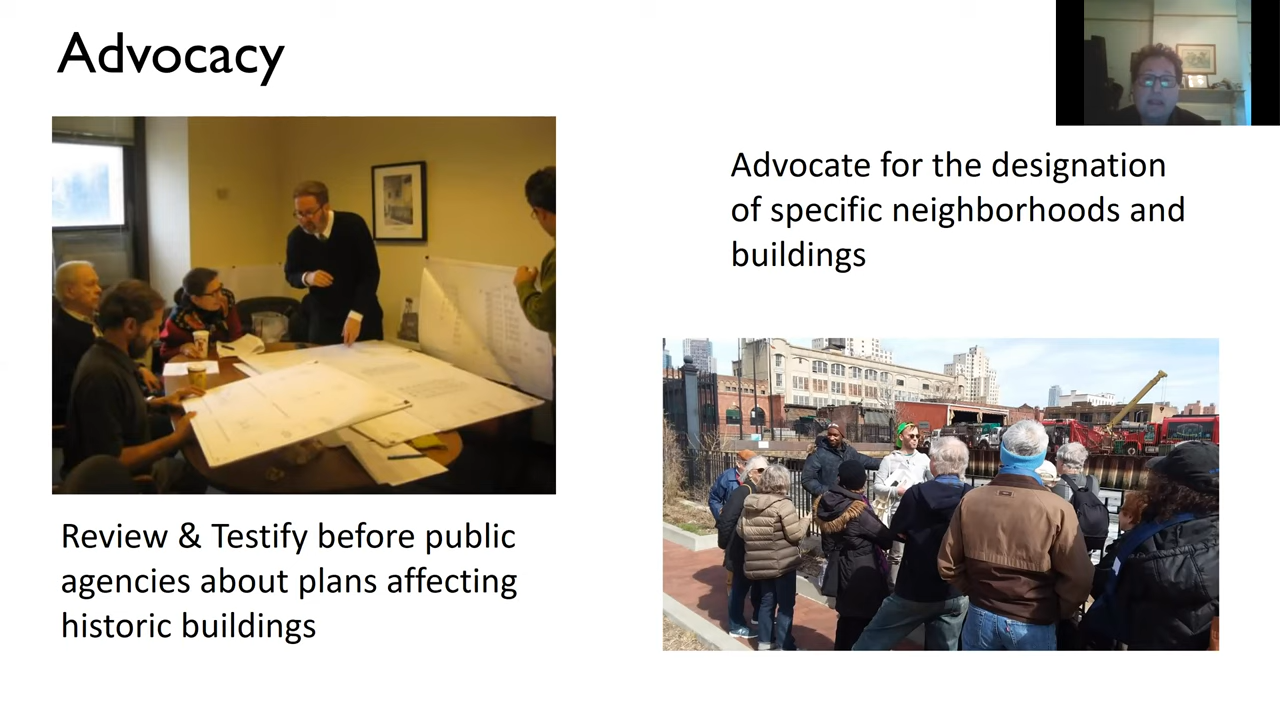 Advocacy
Advocate for the designation
of specific neighborhoods and
buildings
Review & Testify before public
agencies about plans affecting
historic buildings